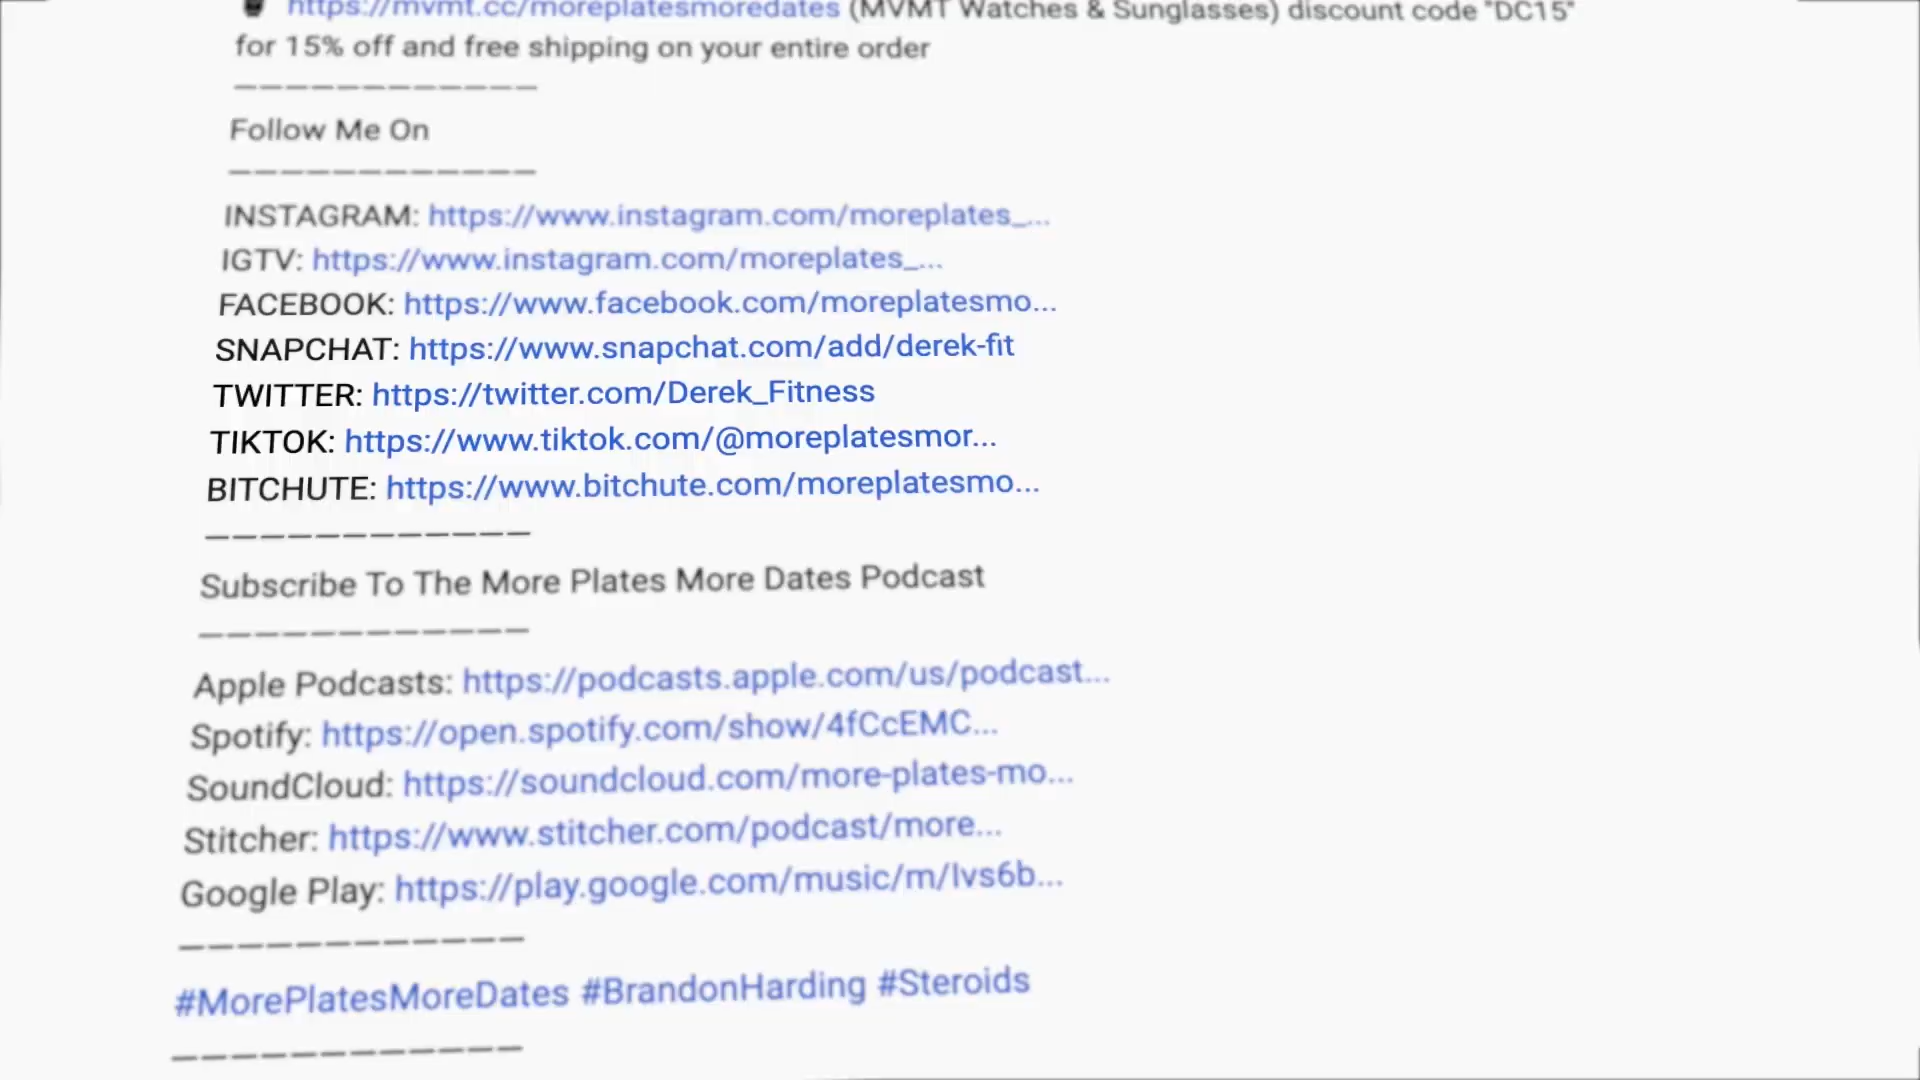 https://mvmt.cc/moreplatesmoredates (MVMT Watches & Sunglasses) discount code "DC15"
for 15% off and free shipping on your entire order
————————————
Follow Me On
————————————
INSTAGRAM: https://www.instagram.com/moreplates_...
IGTV: https://www.instagram.com/moreplates_...
FACEBOOK: https://www.facebook.com/moreplatesmo...
SNAPCHAT: https://www.snapchat.com/add/derek-fit
TWITTER: https://twitter.com/Derek_Fitness
TIKTOK: https://www.tiktok.com/@moreplatesmor...
BITCHUTE: https://www.bitchute.com/moreplatesmo...
————————————
Subscribe To The More Plates More Dates Podcast
————————————
Apple Podcasts: https://podcasts.apple.com/us/podcast...
Spotify: https://open.spotify.com/show/4fCcEMC...
SoundCloud: https://soundcloud.com/more-plates-mo...
Stitcher: https://www.stitcher.com/podcast/more...
Google Play: https://play.google.com/music/m/Ivs6b...
————————————
#MorePlatesMoreDates #BrandonHarding #Steroids
————————————